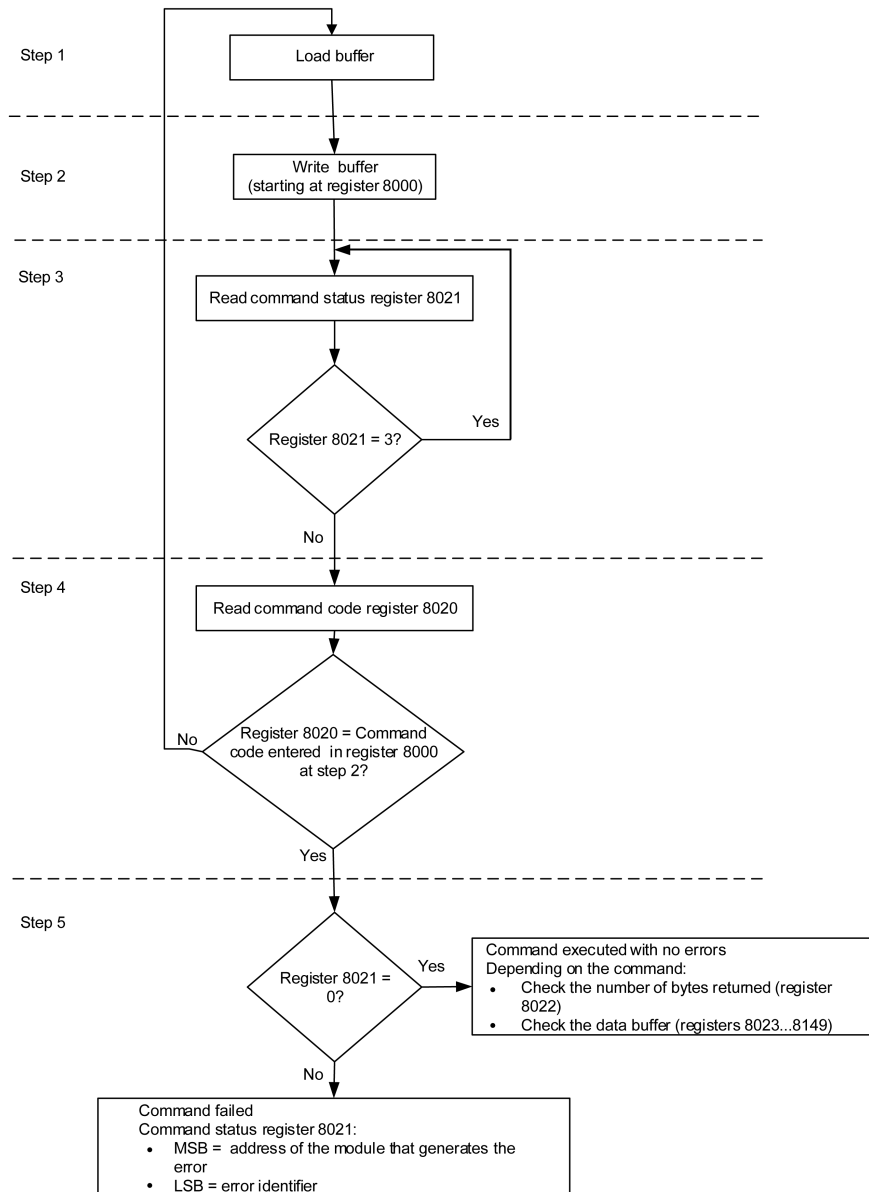 Step 1
Load buffer
Step 2
Write buffer
(starting at register 8000)
Step 3
Read command status register 8021
Register 8021 = 3?
Yes
No
Step 4
Read command code register 8020
Register 8020 = Command
code entered in register 8000
at step 2?
No
Yes
Step 5
Register 8021 =
0?
Yes
Command executed with no errors
Depending on the command:
• Check the number of bytes returned (register
8022)
• Check the data buffer (registers 8023...8149)
No
Command failed
Command status register 8021:
• MSB = address of the module that generates the
error
• LSB = error identifier